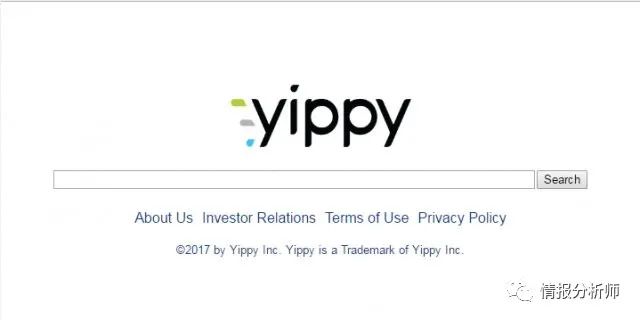 yippy
Search
About Us Investor Relations Terms of Use Privacy Policy
©2017 by Yippy Inc. Yippy is a Trademark of Yippy Inc.
情报分析师